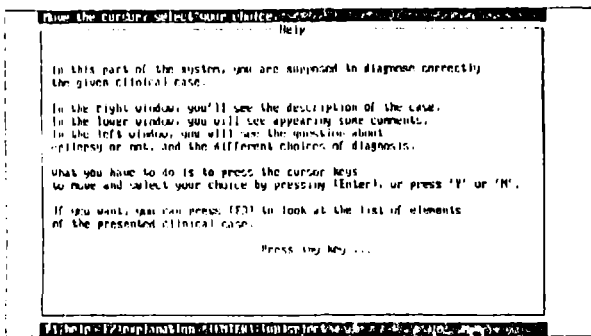 Move the cursor, select your choice.
Help
In this part of the system, you are supposed to diagnose correctly
the given clinical case.
In the right window, you'll see the description of the case.
In the lower window, you will see appearing some comments.
In the left window, you will see the question about
epilepsy or not, and the different choices of diagnosis.
What you have to do is to press the cursor keys
to move and select your choice by pressing [Enter], or press 'Y' or 'N'.
If you want, you can press [F3] to look at the list of elements
of the presented clinical case.
Press any key ...
F1:help F2:explanation [ENTER]